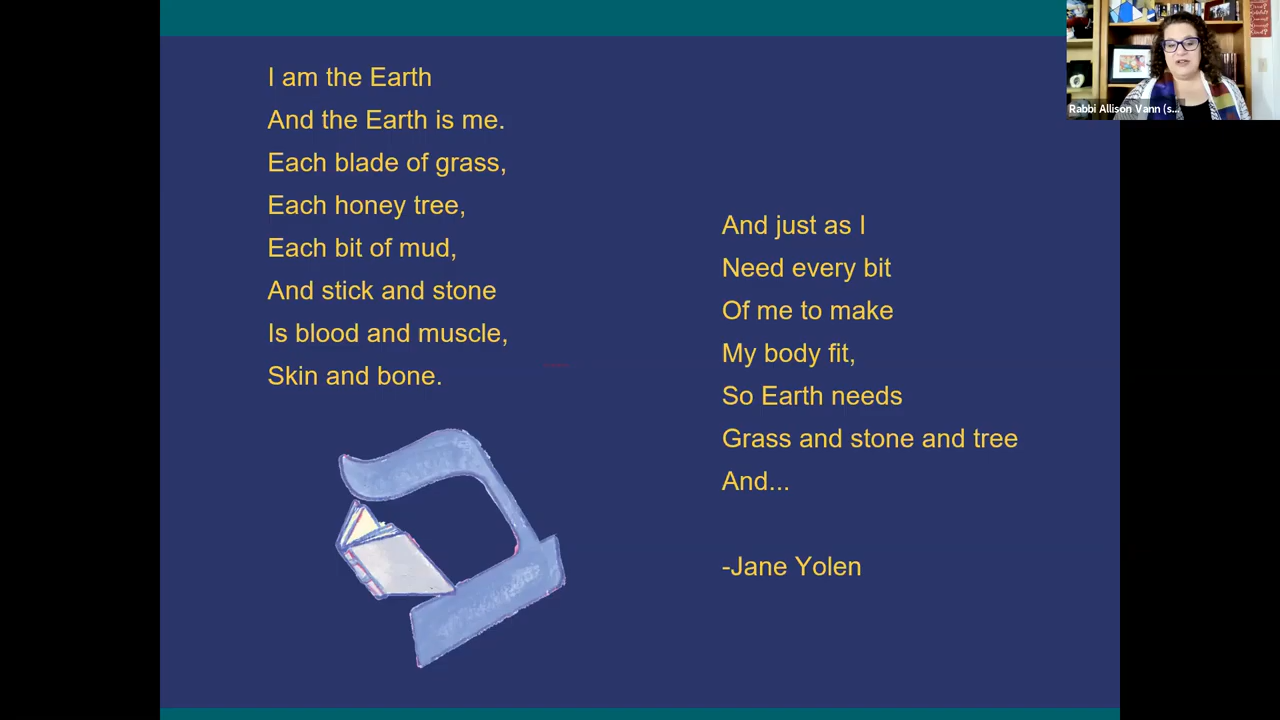 I am the Earth
And the Earth is me.
Each blade of grass,
Each honey tree,
Each bit of mud,
And stick and stone
Is blood and muscle,
Skin and bone.
And just as I
Need every bit
Of me to make
My body fit,
So Earth needs
Grass and stone and tree
And...
-Jane Yolen
ב
Rabbi Allison Vann (s...